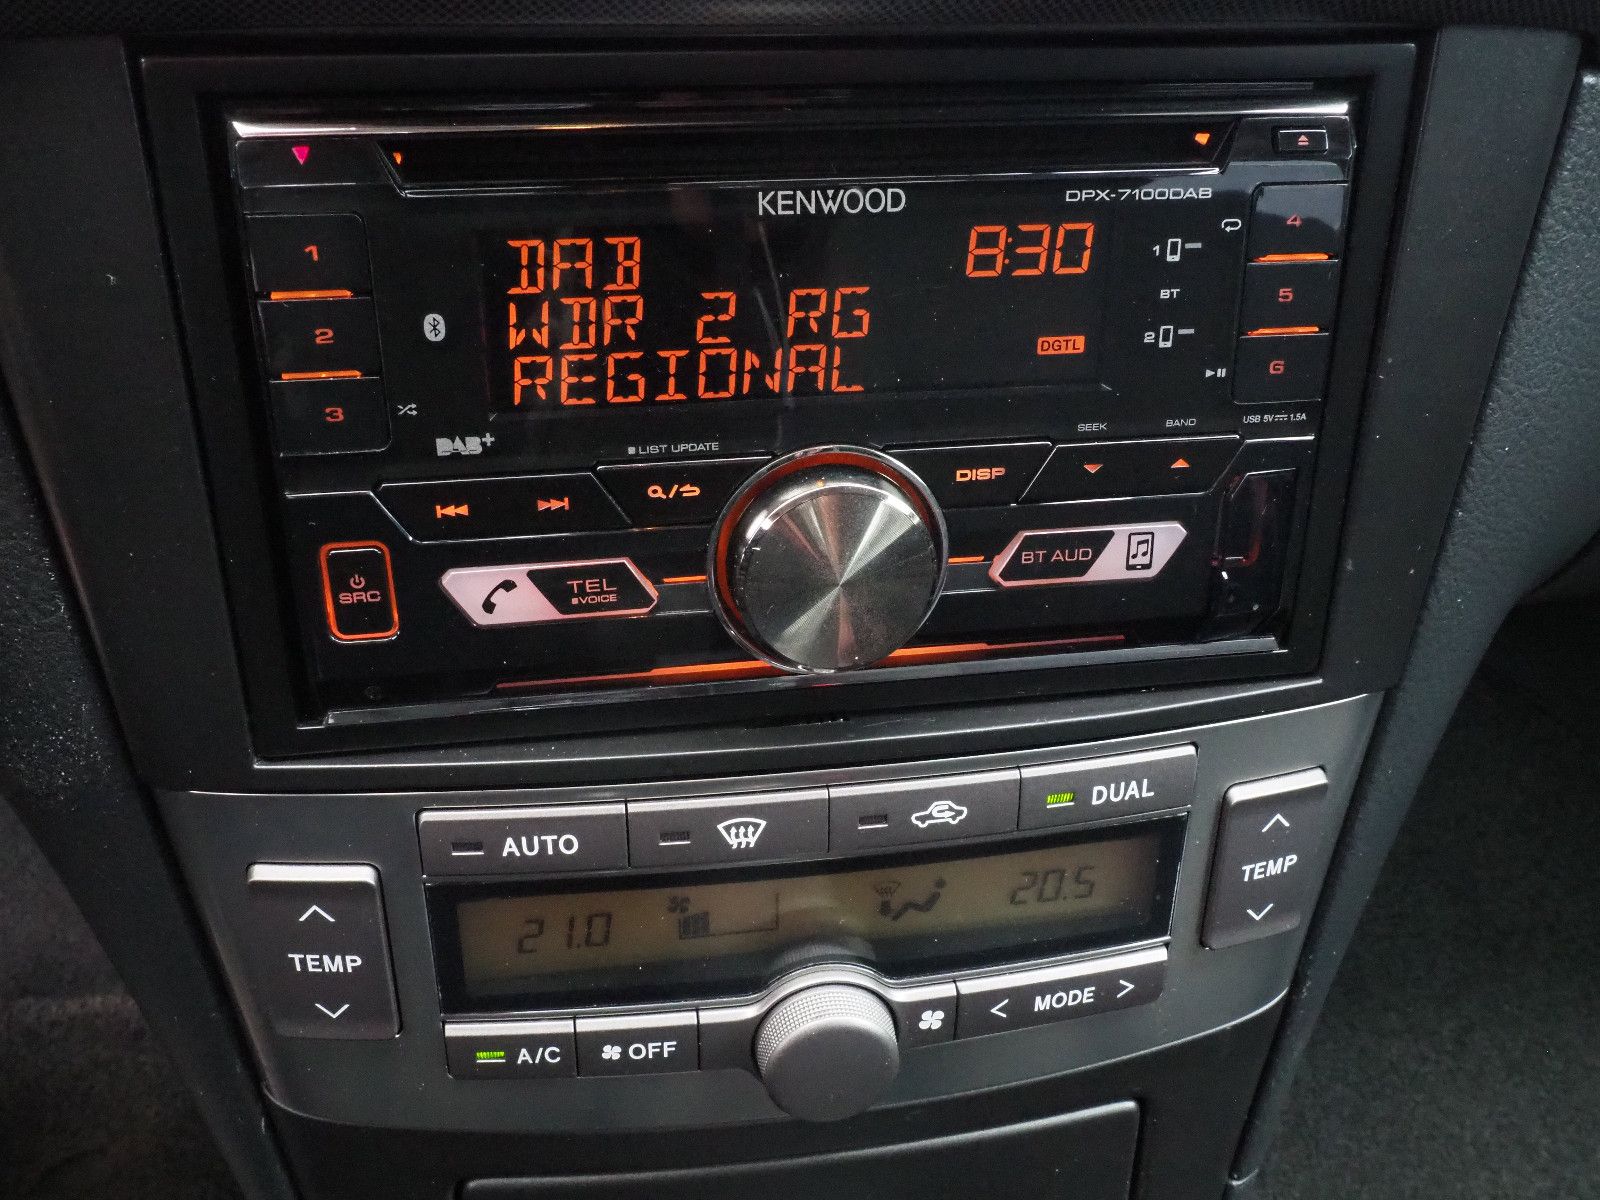 KENWOOD
DPX-7100DAB
1
2
3
DAB
8:30
WDR 2 RG
DGTL
REGIONAL
1
BT
2
4
5
6
USB 5V 1.5A
DAB+
LIST UPDATE
SEEK
BAND
DISP
SRC
TEL
VOICE
BT AUD
AUTO
DUAL
TEMP
21.0
20.5
TEMP
A/C
OFF
MODE